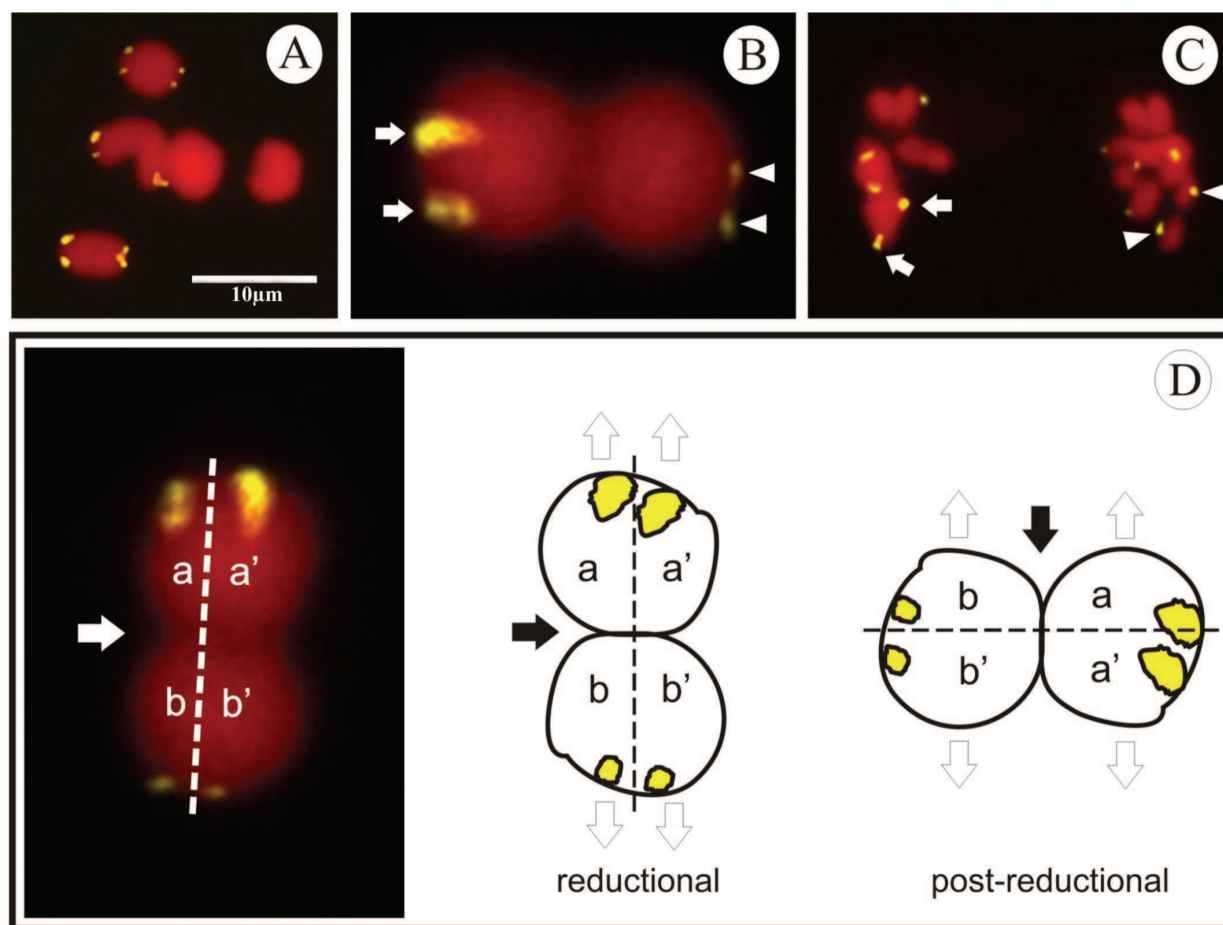 A
B
C
10µm
D
a a’
b b’
a a’
b b’
b a
b’ a’
reductional
post-reductional